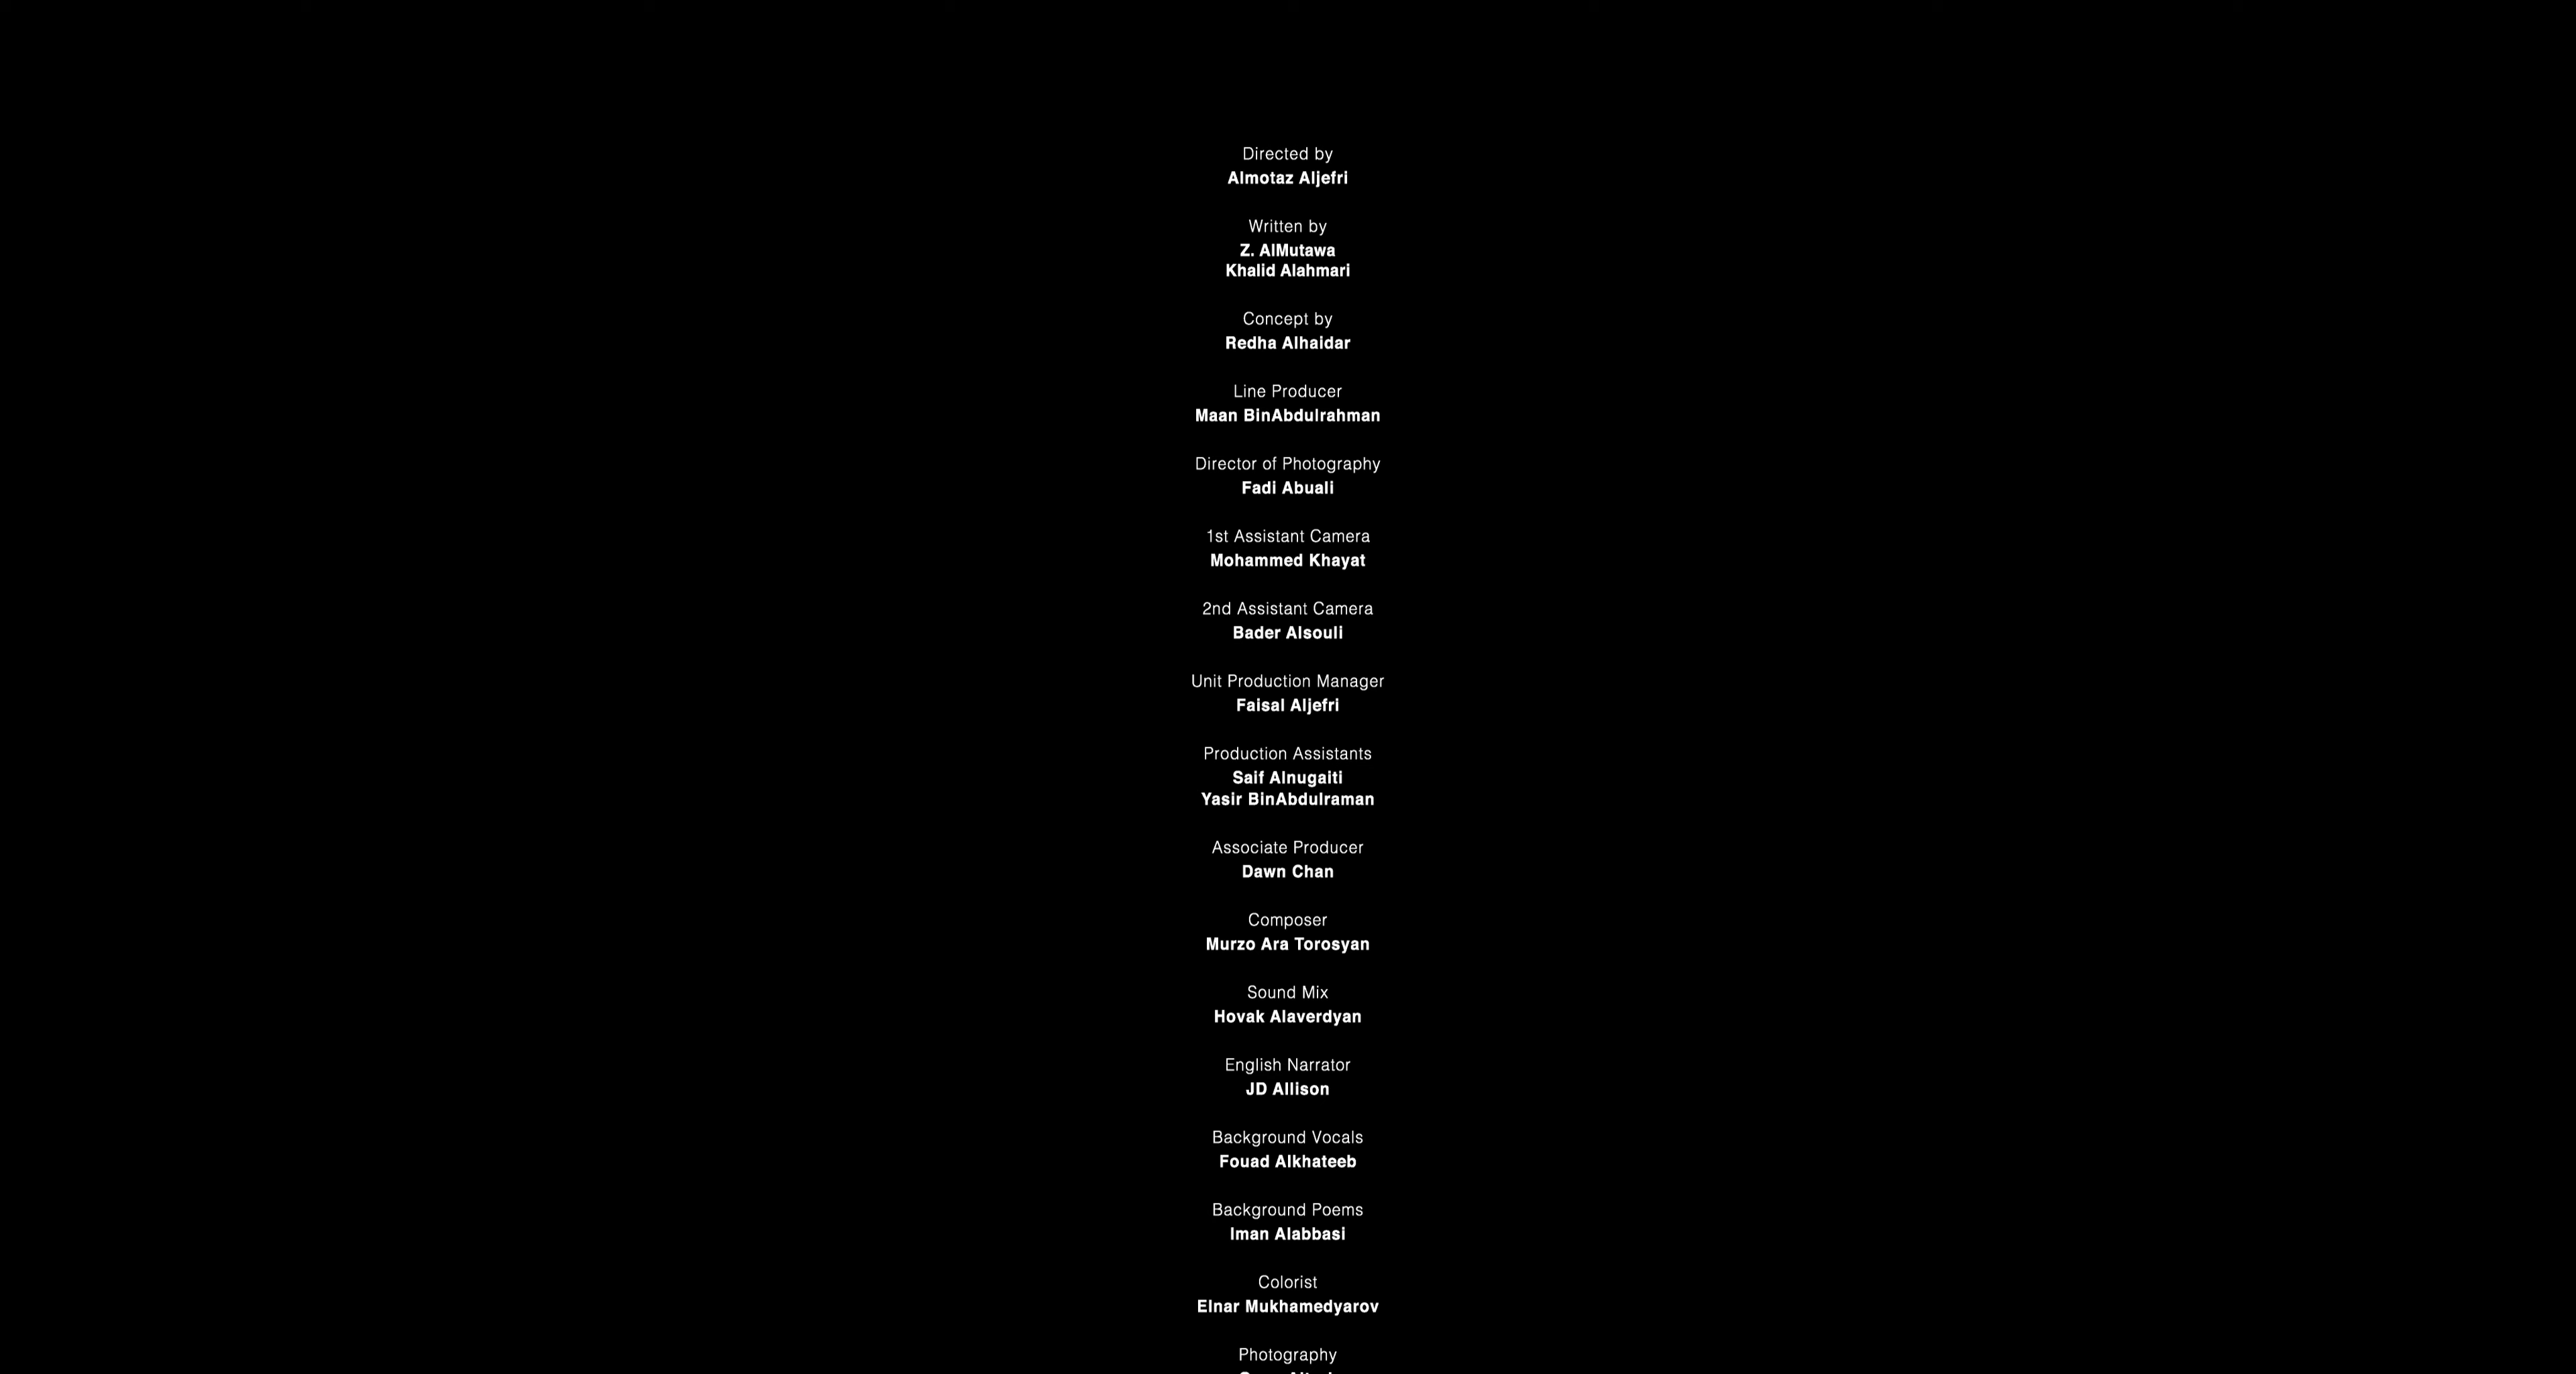 Directed by
Almotaz Aljefri
Written by
Z. AlMutawa
Khalid Alahmari
Concept by
Redha Alhaidar
Line Producer
Maan BinAbdulrahman
Director of Photography
Fadi Abuali
1st Assistant Camera
Mohammed Khayat
2nd Assistant Camera
Bader Alsouli
Unit Production Manager
Faisal Aljefri
Production Assistants
Saif Alnugaiti
Yasir BinAbdulraman
Associate Producer
Dawn Chan
Composer
Murzo Ara Torosyan
Sound Mix
Hovak Alaverdyan
English Narrator
JD Allison
Background Vocals
Fouad Alkhateeb
Background Poems
Iman Alabbasi
Colorist
Elnar Mukhamedyarov
Photography